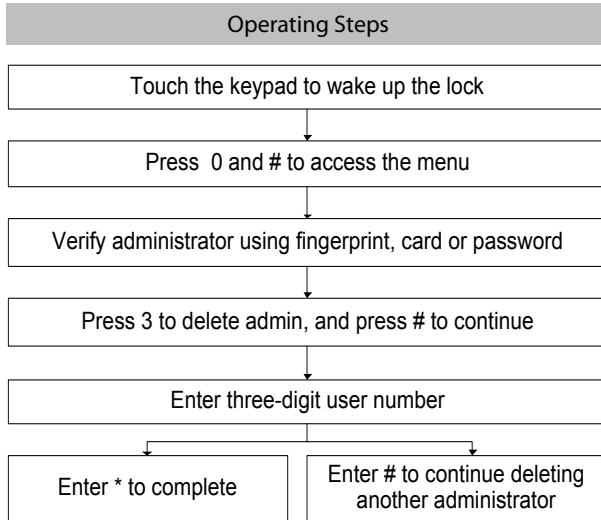 Operating Steps
Touch the keypad to wake up the lock
Press 0 and # to access the menu
Verify administrator using fingerprint, card or password
Press 3 to delete admin, and press # to continue
Enter three-digit user number
Enter * to complete
Enter # to continue deleting
another administrator